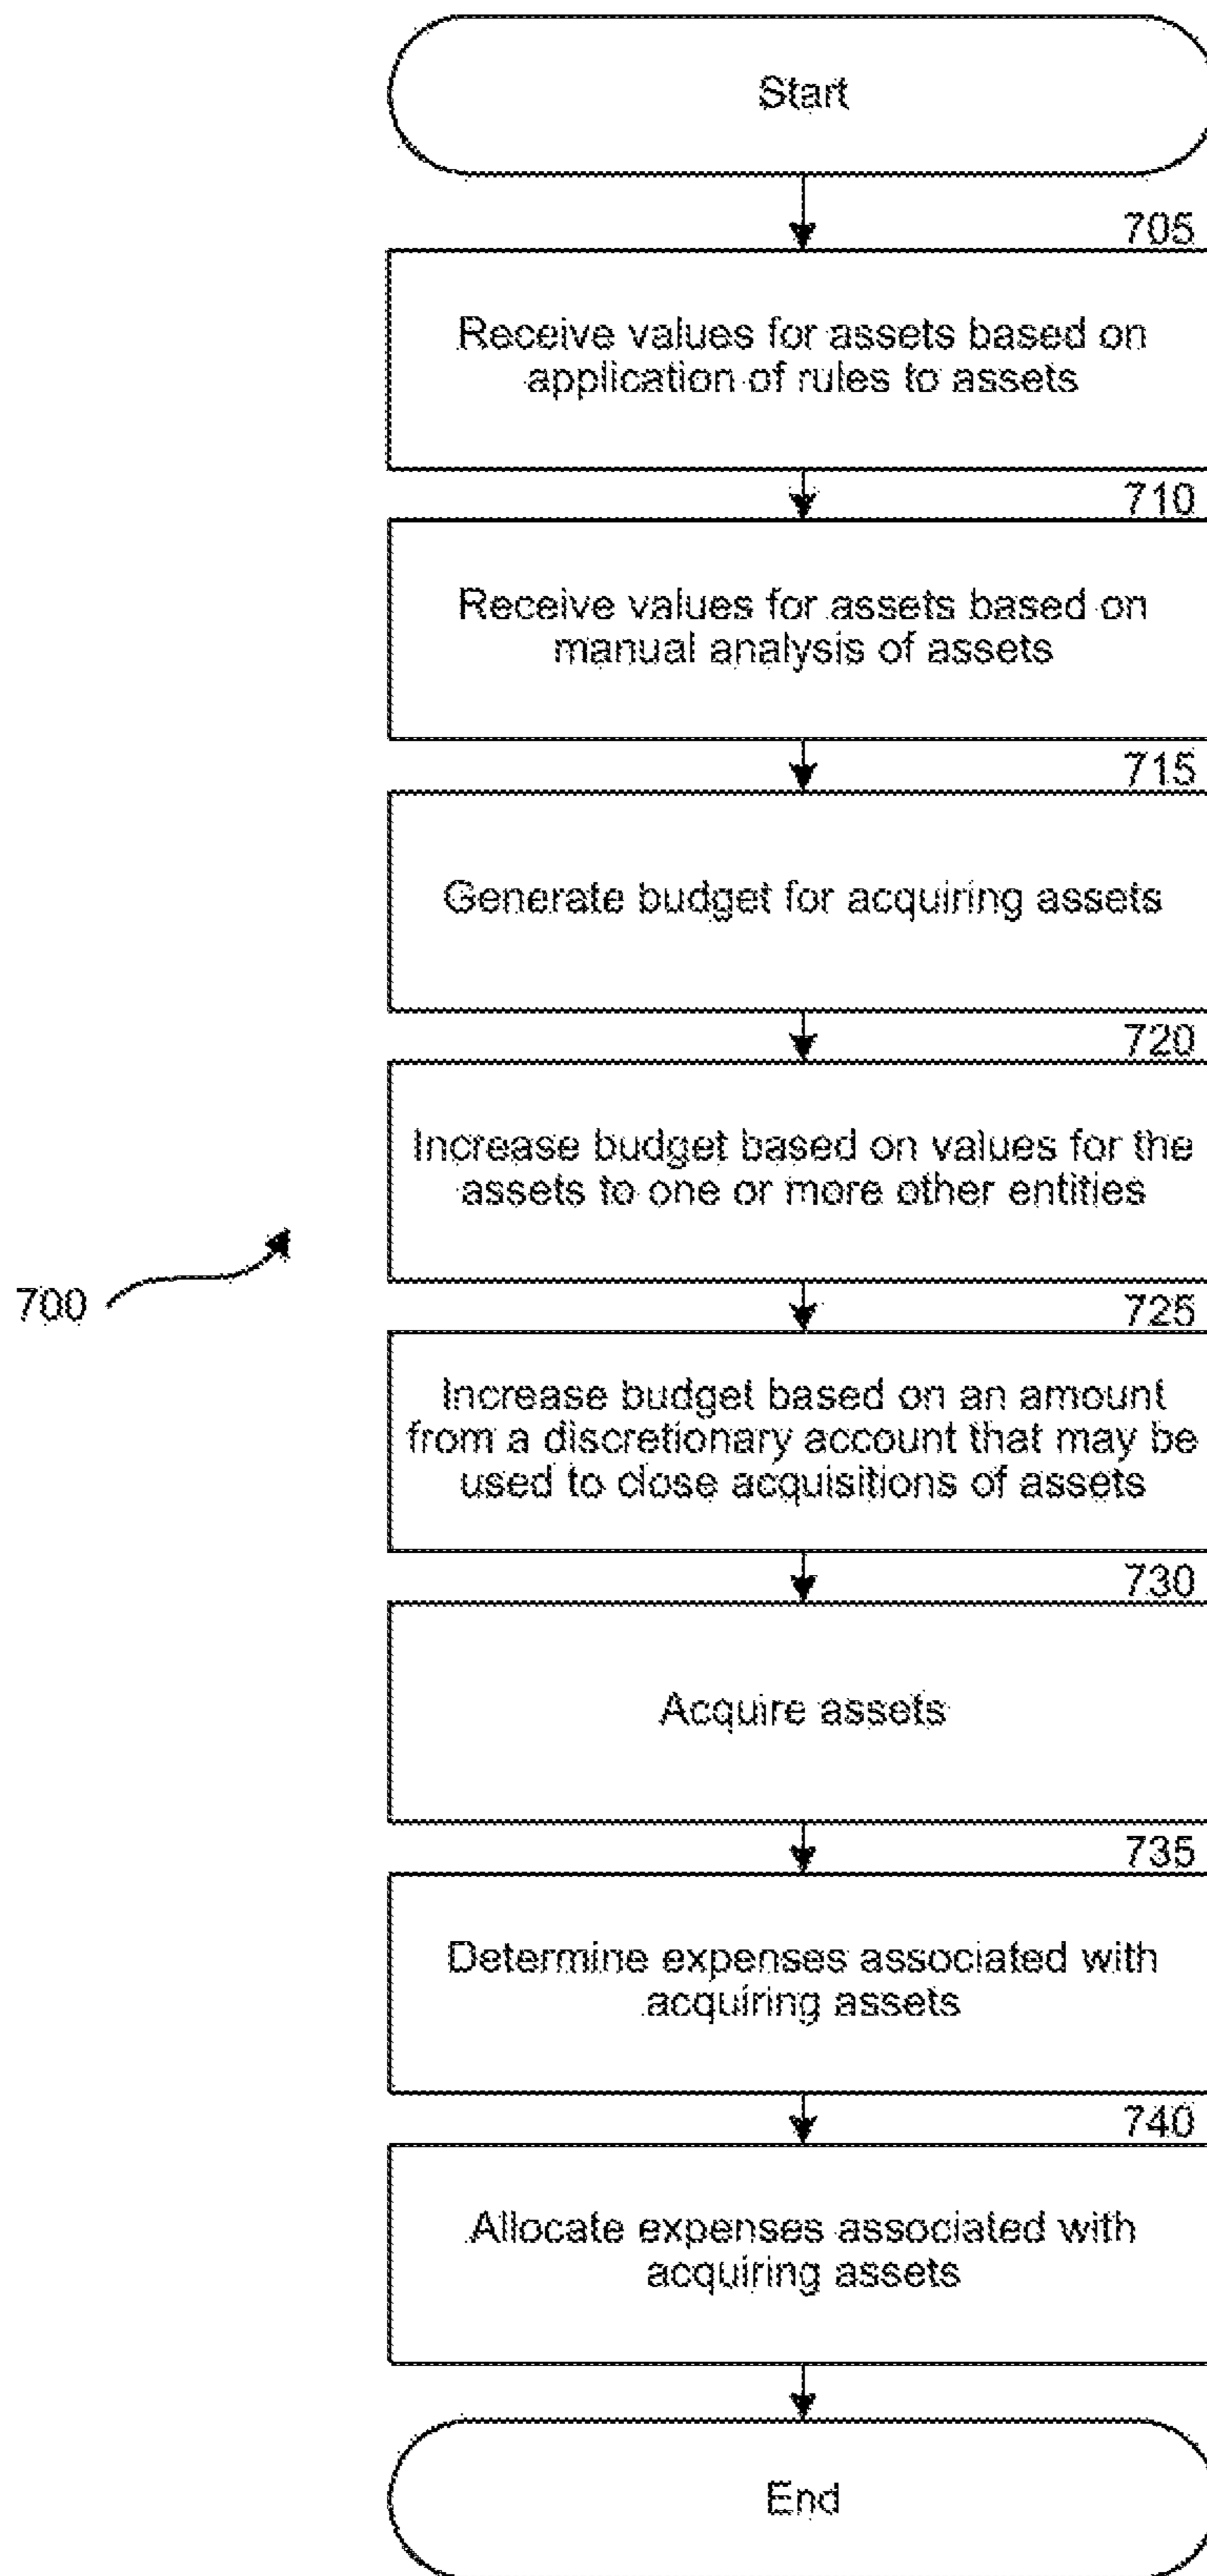 Start
705
Receive values for assets based on
application of rules to assets
710
Receive values for assets based on
manual analysis of assets
715
Generate budget for acquiring assets
720
Increase budget based on values for the
assets to one or more other entities
700
725
Increase budget based on an amount
from a discretionary account that may be
used to close acquisitions of assets
730
Acquire assets
735
Determine expenses associated with
acquiring assets
740
Allocate expenses associated with
acquiring assets
End